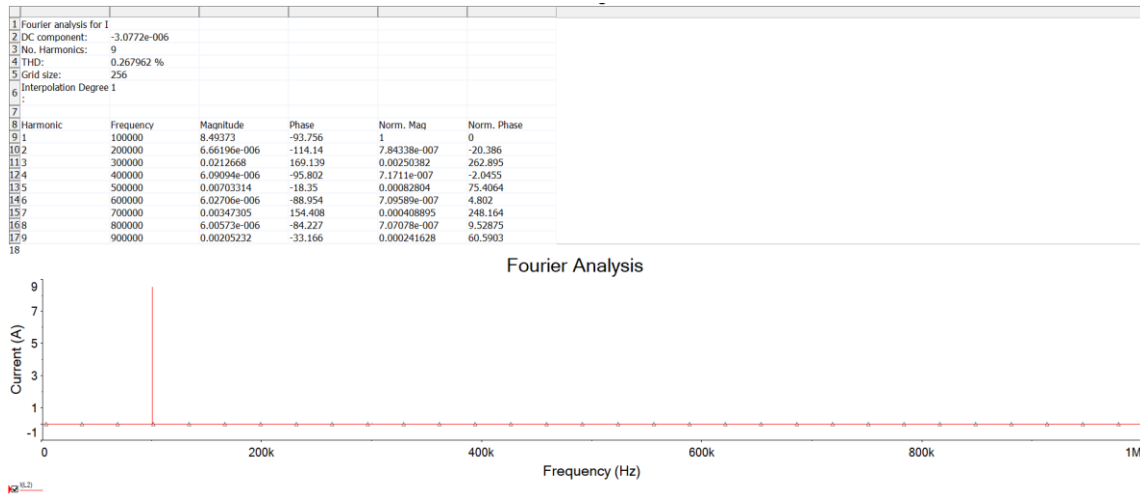 1 Fourier analysis for I
2 DC component: -3.0772e-006
3 No. Harmonics: 9
4 THD: 0.267962 %
5 Grid size: 256
6 Interpolation Degree 1
:
7
8 Harmonic Frequency Magnitude Phase Norm. Mag Norm. Phase
9 1 100000 8.49373 -93.756 1 0
10 2 200000 6.66196e-006 -114.14 7.84338e-007 -20.386
11 3 300000 0.0212668 169.139 0.00250382 262.895
12 4 400000 6.09094e-006 -95.802 7.1711e-007 -2.0455
13 5 500000 0.00703314 -18.35 0.00082804 75.4064
14 6 600000 6.02706e-006 -88.954 7.09589e-007 4.802
15 7 700000 0.00347305 154.408 0.000408895 248.164
16 8 800000 6.00573e-006 -84.227 7.07078e-007 9.52875
17 9 900000 0.00205232 -33.166 0.000241628 60.5903
18
Fourier Analysis
9
7
5
3
1
-1
Current (A)
0 200k 400k 600k 800k 1M
Frequency (Hz)
I(L2)